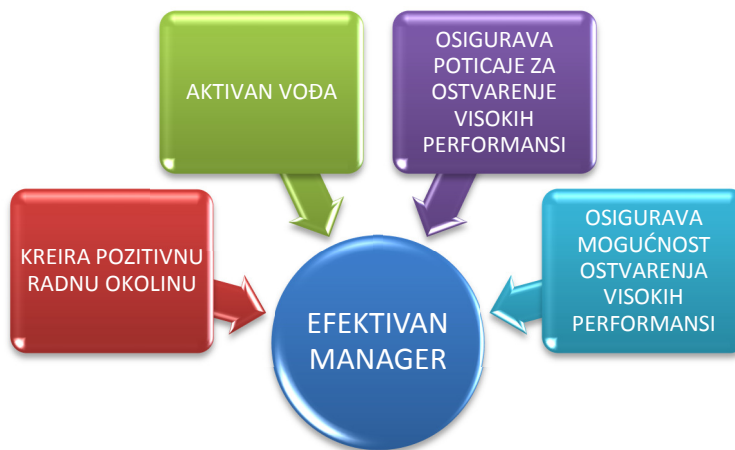 KREIRA POZITIVNU
RADNU OKOLINU
AKTIVAN VOĐA
OSIGURAVA
POTICAJE ZA
OSTVARENJE
VISOKIH
PERFORMANSI
OSIGURAVA
MOGUĆNOST
OSTVARENJA
VISOKIH
PERFORMANSI
EFEKTIVAN
MANAGER